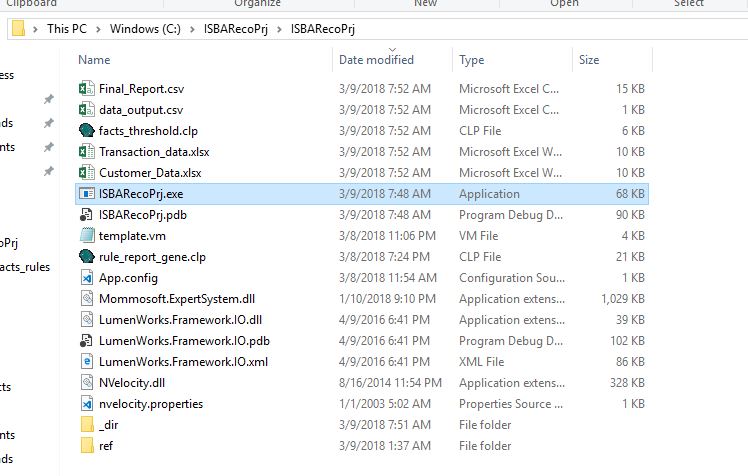 Clipboard Organize New Open Select
This PC > Windows (C:) > ISBARecoPrj > ISBARecoPrj
Name Date modified Type Size
ess
Final_Report.csv 3/9/2018 7:52 AM Microsoft Excel C... 15 KB
data_output.csv 3/9/2018 7:52 AM Microsoft Excel C... 1 KB
ds facts_threshold.clp 3/9/2018 7:52 AM CLP File 6 KB
nts Transaction_data.xlsx 3/9/2018 7:52 AM Microsoft Excel W... 10 KB
Customer_Data.xlsx 3/9/2018 7:52 AM Microsoft Excel W... 10 KB
ISBARecoPrj.exe 3/9/2018 7:48 AM Application 68 KB
ISBARecoPrj.pdb 3/9/2018 7:48 AM Program Debug D... 90 KB
template.vm 3/8/2018 11:06 PM VM File 4 KB
oPrj
rule_report_gene.clp 3/8/2018 7:24 PM CLP File 21 KB
acts_rules
App.config 3/8/2018 11:54 AM Configuration Sou... 1 KB
Mommosoft.ExpertSystem.dll 1/10/2018 9:10 PM Application extens... 1,029 KB
LumenWorks.Framework.IO.dll 4/9/2016 6:41 PM Application extens... 39 KB
LumenWorks.Framework.IO.pdb 4/9/2016 6:41 PM Program Debug D... 102 KB
LumenWorks.Framework.IO.xml 4/9/2016 6:41 PM XML File 86 KB
cts NVelocity.dll 8/16/2014 11:54 PM Application extens... 328 KB
nvelocity.properties 1/1/2003 5:02 AM Properties Source ... 1 KB
_dir 3/9/2018 7:51 AM File folder
nts
ref 3/9/2018 1:37 AM File folder
ds